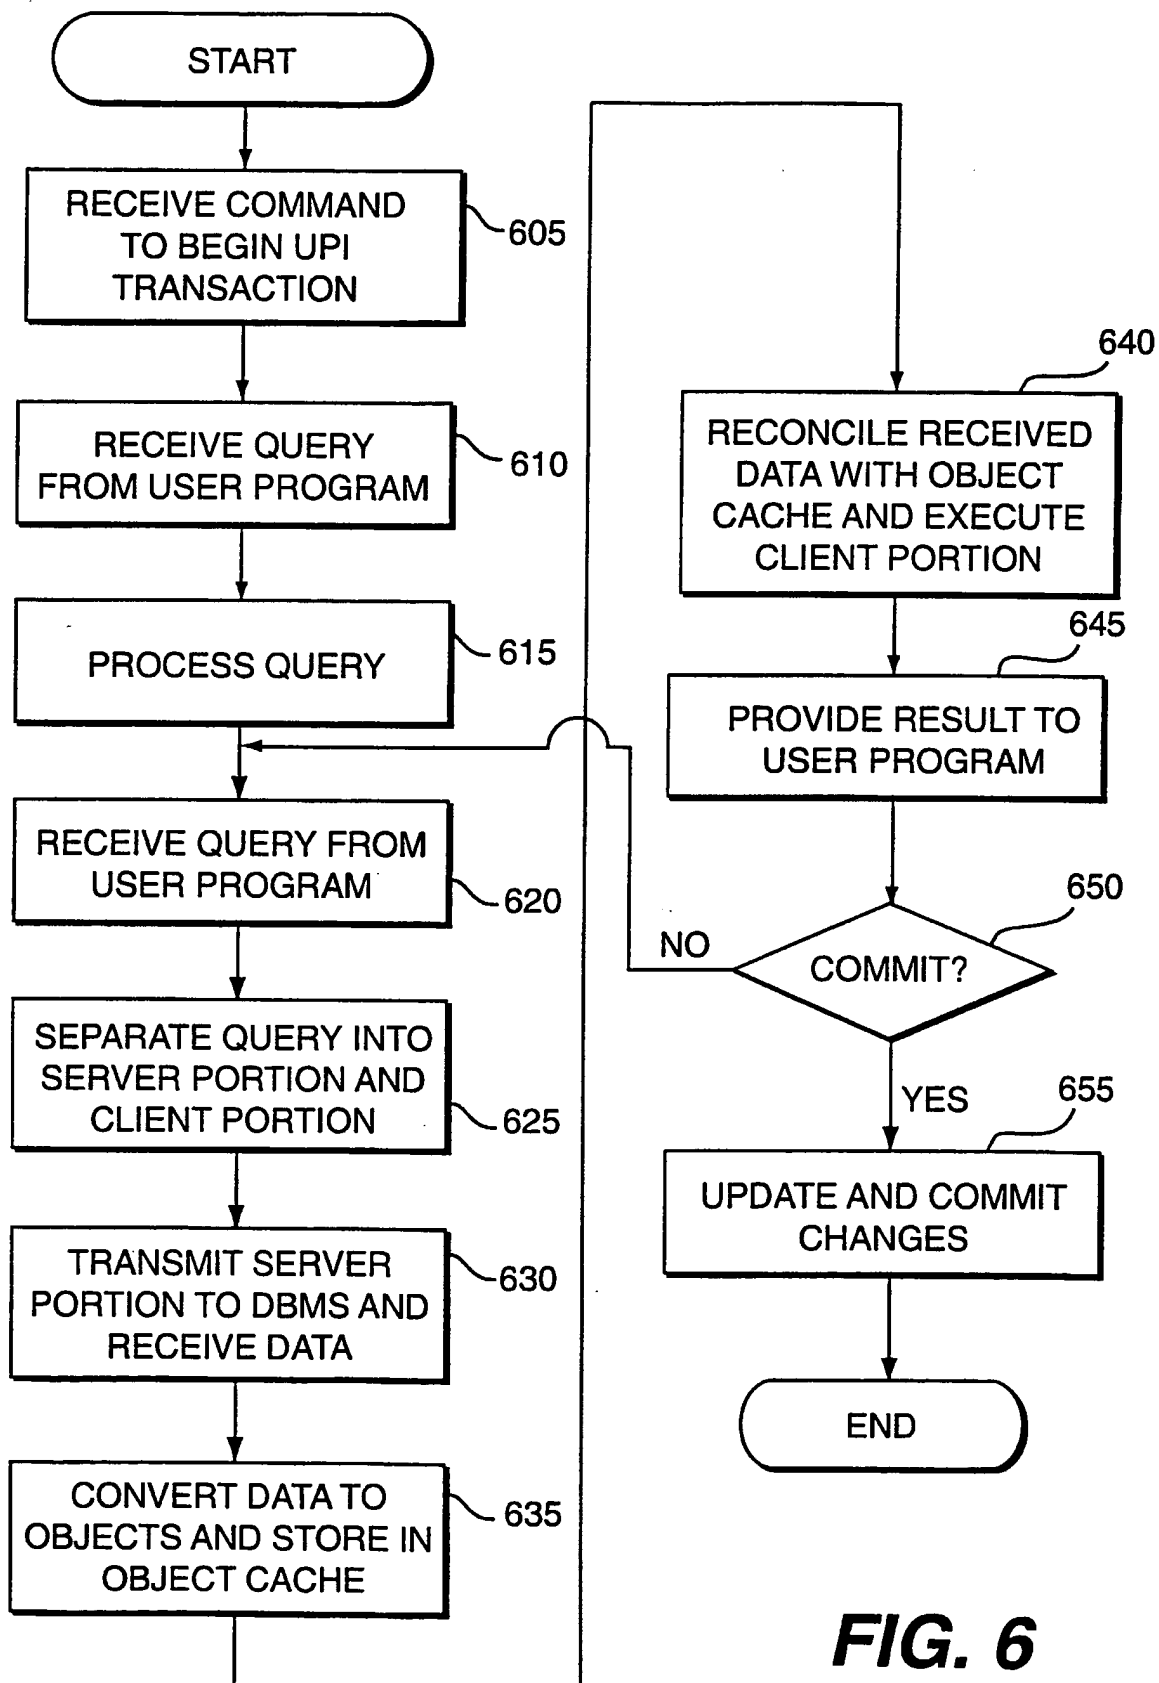 START
RECEIVE COMMAND
TO BEGIN UPI
TRANSACTION
605
RECEIVE QUERY
FROM USER PROGRAM
610
PROCESS QUERY
615
RECEIVE QUERY FROM
USER PROGRAM
620
SEPARATE QUERY INTO
SERVER PORTION AND
CLIENT PORTION
625
TRANSMIT SERVER
PORTION TO DBMS AND
RECEIVE DATA
630
CONVERT DATA TO
OBJECTS AND STORE IN
OBJECT CACHE
635
640
RECONCILE RECEIVED
DATA WITH OBJECT
CACHE AND EXECUTE
CLIENT PORTION
645
PROVIDE RESULT TO
USER PROGRAM
650
COMMIT?
NO
YES
655
UPDATE AND COMMIT
CHANGES
END
FIG. 6